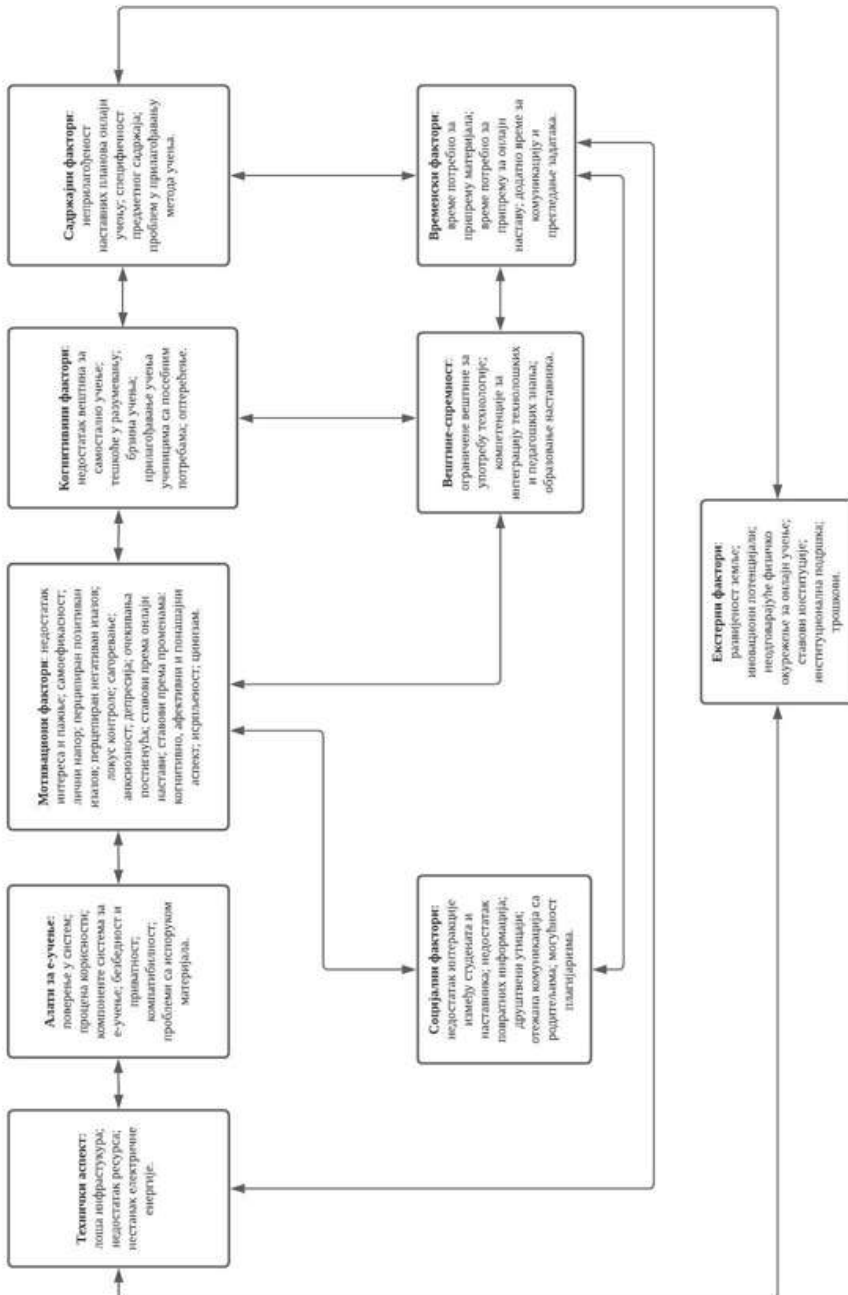 Технички аспект:
лоша инфраструкура;
недостатак ресурса;
нестанак електричне
енергије.
Алати за е-учење:
поверење у систем;
процена корисности;
компоненте система за
е-учење; безбедност и
приватност;
компатибилност;
проблеми са испоруком
материјала.
Мотивациони фактори: недостатак
интереса и пажње; самоефикасност;
лични напор; перципиран позитиван
изазов; перцепиран негативан изазов;
локус контроле; сагоревање;
анксиозност; депресија; очекивања
постигнућа; ставови према онлајн
настави; ставови према променама:
когнитивно, афективни и понашајни
аспект; исцрпљеност; цинизам.
Когнитивини фактори:
недостатак вештина за
самостално учење;
тешкоће у разумевању;
брзина учења;
прилагођавање учења
ученицима са посебним
потребама; оптерећење.
Садржајни фактори:
неприлагођеност
наставних планова онлајн
учењу; специфичност
предметног садржаја;
проблем у прилагођавању
метода учења.
Социјални фактори:
недостатак интеракције
између студената и
наставника; недостатак
повратних информација;
друштвени утицаји;
отежана комуникација са
родитељима; могућност
плагијаризма.
Вештине-спремност:
ограничене вештине за
употребу технологије;
компетенције за
интеграцију технолошких
и педагошких знања;
образовање наставника.
Временски фактори:
време потребно за
припрему материјала;
време потребно за
припрему за онлајн
наставу; додатно време за
комуникацију и
прегледање задатака.
Екстерни фактори:
развијеност земље;
иновациони потенцијали;
неодговарајуће физичко
окурежење за онлајн учење;
ставови институције;
институционална подршка;
трошкови.